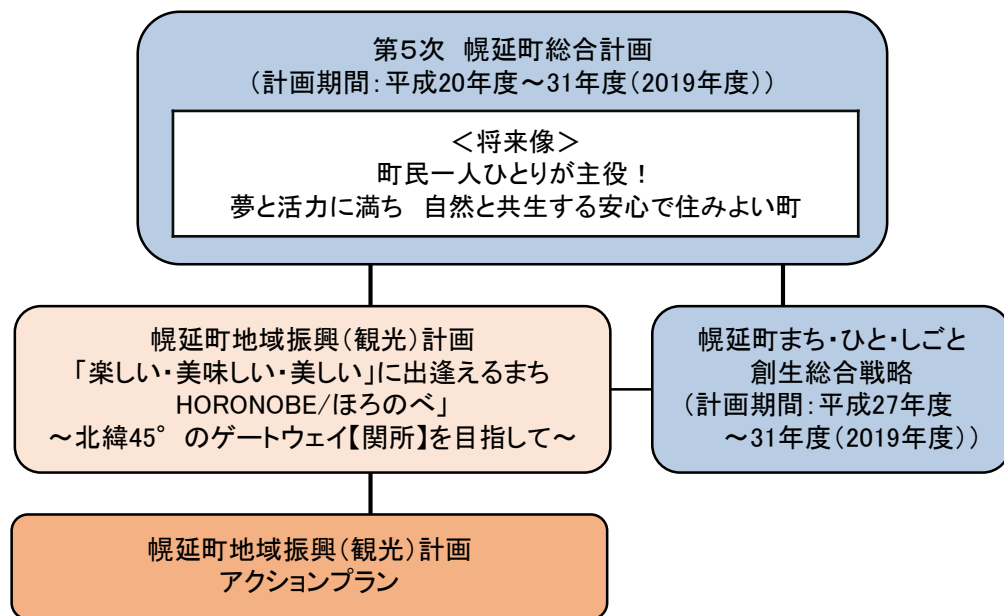 第5次 幌延町総合計画
（計画期間：平成20年度～31年度（2019年度））
＜将来像＞
町民一人ひとりが主役！
夢と活力に満ち 自然と共生する安心で住みよい町
幌延町地域振興（観光）計画
「楽しい・美味しい・美しい」に出逢えるまち
HORONOBE/ほろのべ」
～北緯45°のゲートウェイ【関所】を目指して～
幌延町まち・ひと・しごと
創生総合戦略
（計画期間：平成27年度
～31年度（2019年度））
幌延町地域振興（観光）計画
アクションプラン